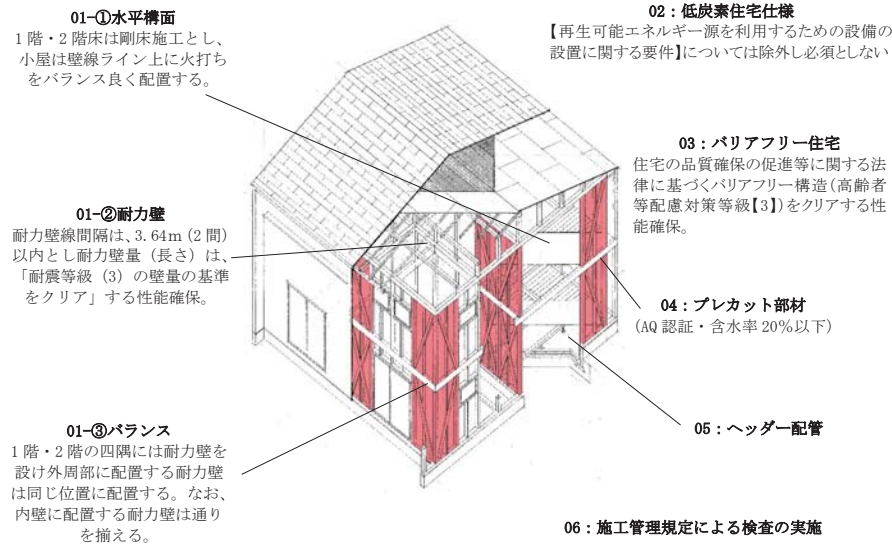 01-①水平構面
1階・2階床は剛床施工とし、
小屋は壁線ライン上に火打ち
をバランス良く配置する。
01-②耐力壁
耐力壁線間隔は、3.64m（2間）
以内とし耐力壁量（長さ）は、
「耐震等級（3）の壁量の基準
をクリア」する性能確保。
01-③バランス
1階・2階の四隅には耐力壁を
設け外周部に配置する耐力壁
は同じ位置に配置する。なお、
内壁に配置する耐力壁は通り
を揃える。
02：低炭素住宅仕様
【再生可能エネルギー源を利用するための設備の
設置に関する要件】については除外し必須としない
03：バリアフリー住宅
住宅の品質確保の促進等に関する法
律に基づくバリアフリー構造(高齢者
等配慮対策等級【3】)をクリアする性
能確保。
04：プレカット部材
(AQ認証・含水率20％以下)
05：ヘッダー配管
06：施工管理規定による検査の実施